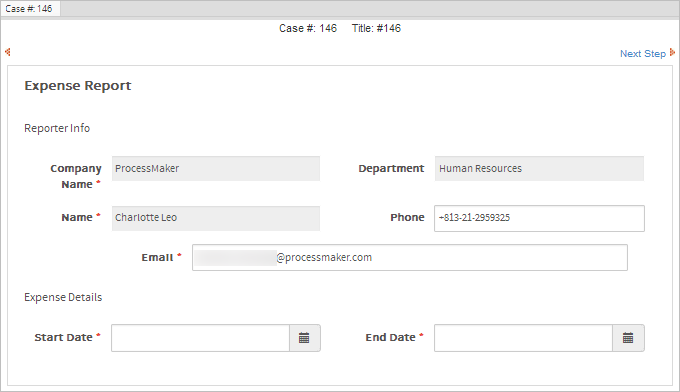 Case #: 146
Case #: 146 Title: #146
Next Step
Expense Report
Reporter Info
Company Name * ProcessMaker Department Human Resources
Name * Charlotte Leo Phone +813-21-2959325
Email * @processmaker.com
Expense Details
Start Date * End Date *